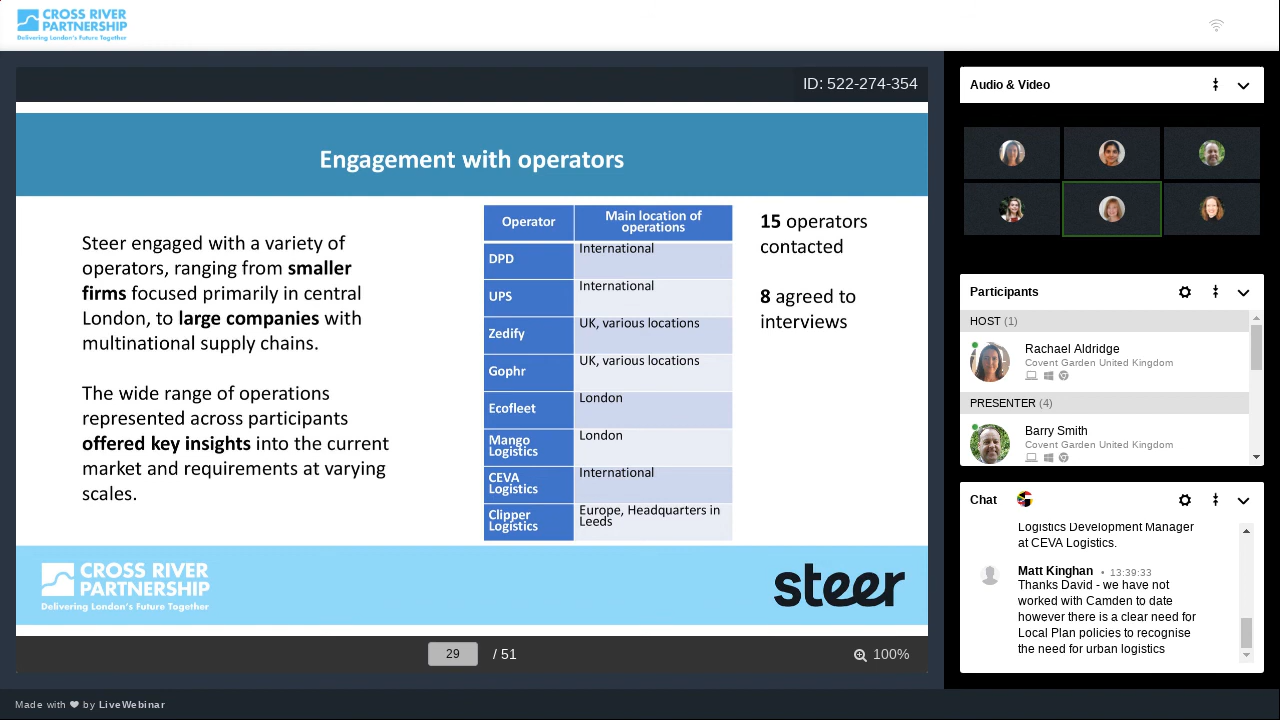 CROSS RIVER
PARTNERSHIP
Delivering London's Future Together
ID: 522-274-354
Engagement with operators
Steer engaged with a variety of
operators, ranging from smaller
firms focused primarily in central
London, to large companies with
multinational supply chains.
The wide range of operations
represented across participants
offered key insights into the current
market and requirements at varying
scales.
Operator
Main location of
operations
DPD
International
UPS
International
Zedify
UK, various locations
Gophr
UK, various locations
Ecofleet
London
Mango
Logistics
London
CEVA
Logistics
International
Clipper
Logistics
Europe, Headquarters in
Leeds
15 operators
contacted
8 agreed to
interviews
CROSS RIVER
PARTNERSHIP
Delivering London's Future Together
steer
29 / 51
100%
Made with by LiveWebinar
Audio & Video
Participants
HOST (1)
Rachael Aldridge
Covent Garden United Kingdom
PRESENTER (4)
Barry Smith
Covent Garden United Kingdom
Chat
Logistics Development Manager
at CEVA Logistics.
Matt Kinghan • 13:39:33
Thanks David - we have not
worked with Camden to date
however there is a clear need for
Local Plan policies to recognise
the need for urban logistics